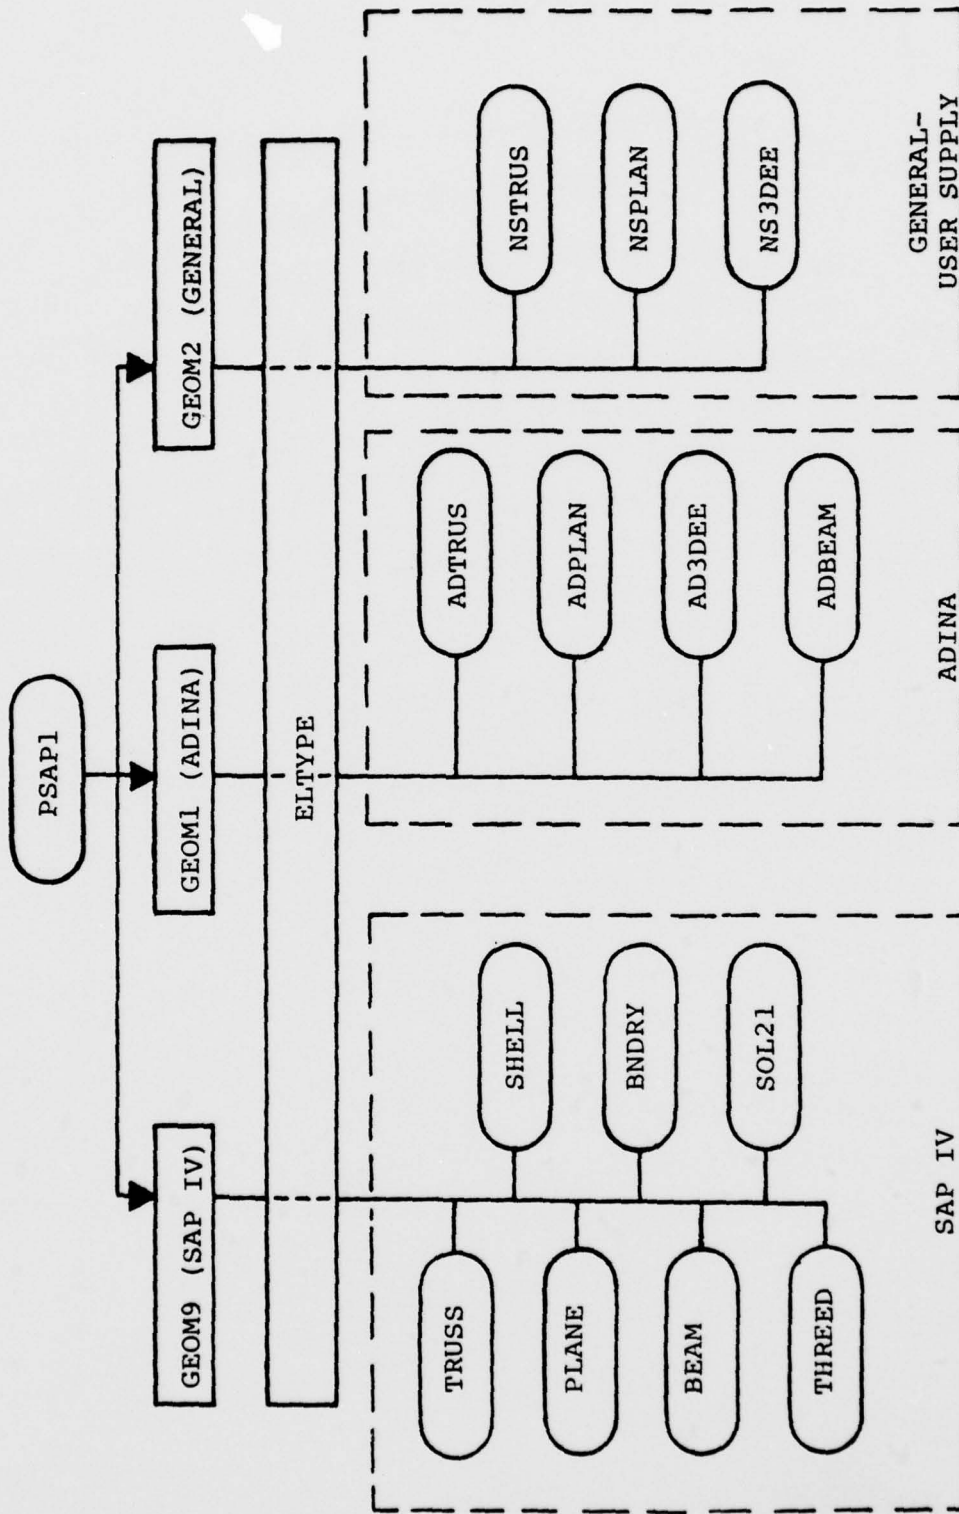 PSAP1
GEOM9 (SAP IV)
GEOM1 (ADINA)
GEOM2 (GENERAL)
ELTYPE
TRUSS
PLANE
BEAM
THREED
SHELL
BNDRY
SOL21
SAP IV
ADTRUS
ADPLAN
AD3DEE
ADBEAM
ADINA
NSTRUS
NSPLAN
NS3DEE
GENERAL-
USER SUPPLY